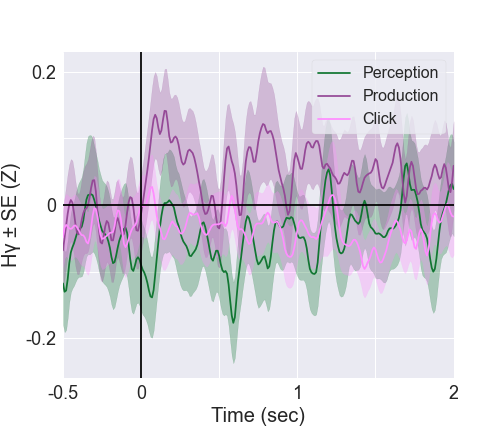 Perception
Production
Click
Hγ ± SE (Z)
0.2
0
-0.2
-0.5
0
1
2
Time (sec)